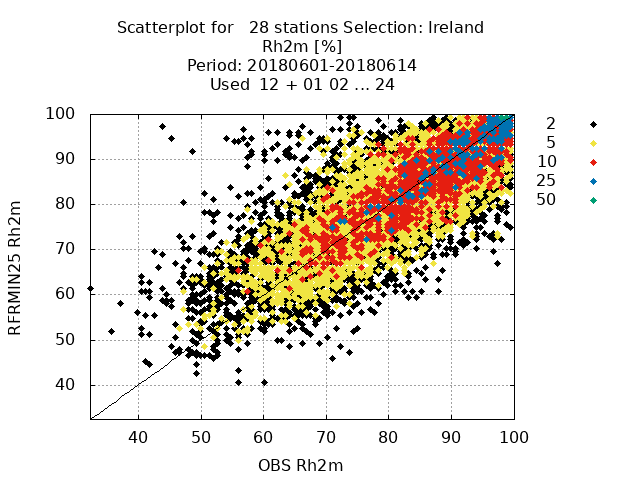 Scatterplot for   28 stations Selection: Ireland
Rh2m [%]
Period: 20180601-20180614
Used  12 + 01 02 ... 24
100
90
80
70
60
50
40
RFRMIN25 Rh2m
40 50 60 70 80 90 100
OBS Rh2m
2
5
10
25
50